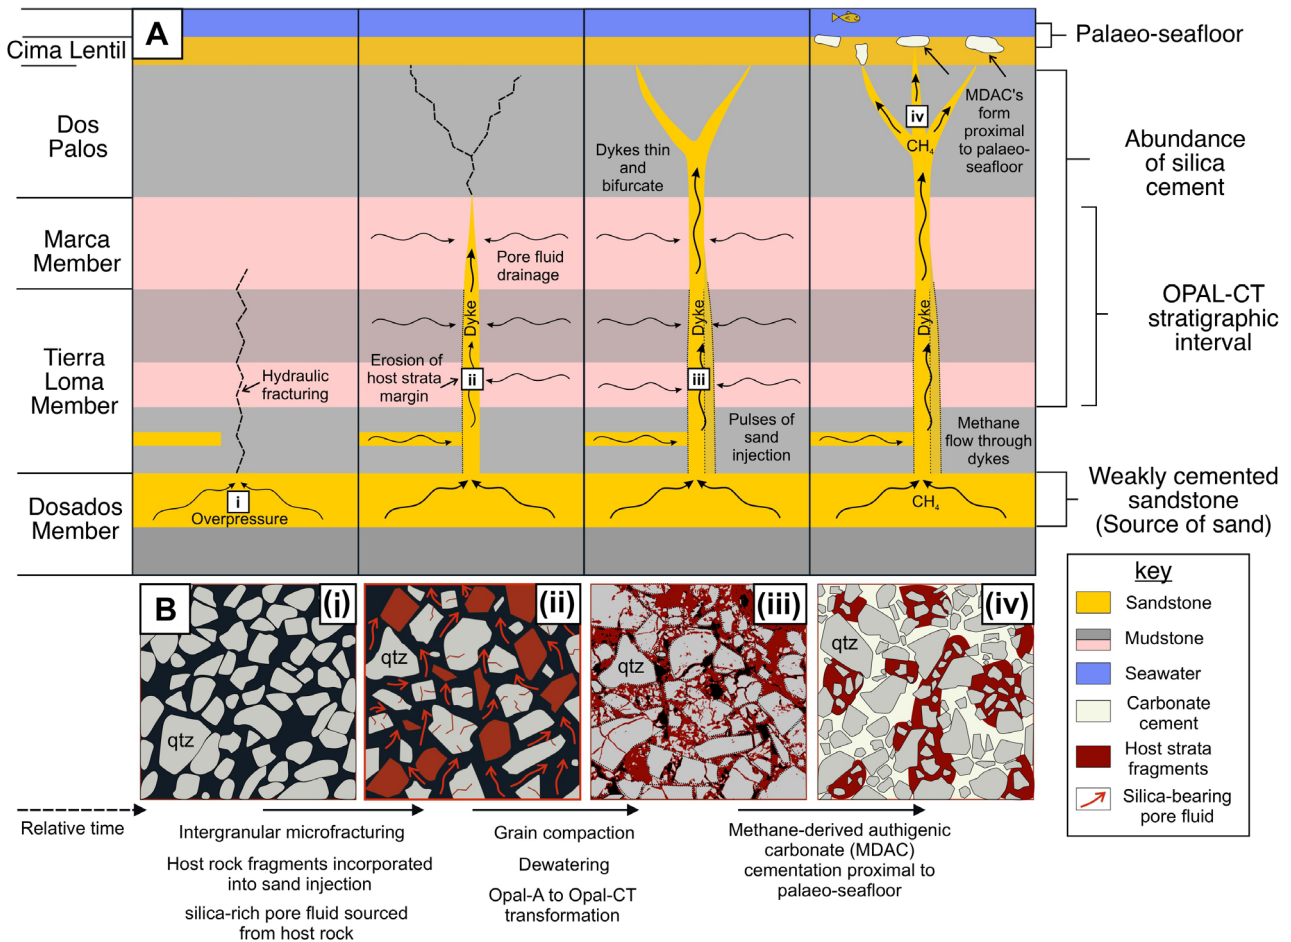 A
Cima Lentil
Dos
Palos
Marca
Member
Tierra
Loma
Member
Dosados
Member
Hydraulic
fracturing
i
Overpressure
Pore fluid
drainage
Dyke
Erosion of
host strata
margin
ii
Dykes thin
and
bifurcate
Dyke
iii
Pulses of
sand
injection
iv
CH4
MDAC's
form
proximal
to palaeo-
seafloor
Methane
flow through
dykes
CH4
Palaeo-seafloor
Abundance
of silica
cement
OPAL-CT
stratigraphic
interval
Weakly cemented
sandstone
(Source of sand)
B
(i)
qtz
(ii)
qtz
(iii)
qtz
(iv)
qtz
Relative time
Intergranular microfracturing
Host rock fragments incorporated
into sand injection
silica-rich pore fluid sourced
from host rock
Grain compaction
Dewatering
Opal-A to Opal-CT
transformation
Methane-derived authigenic
carbonate (MDAC)
cementation proximal to
palaeo-seafloor
key
Sandstone
Mudstone
Seawater
Carbonate
cement
Host strata
fragments
Silica-bearing
pore fluid